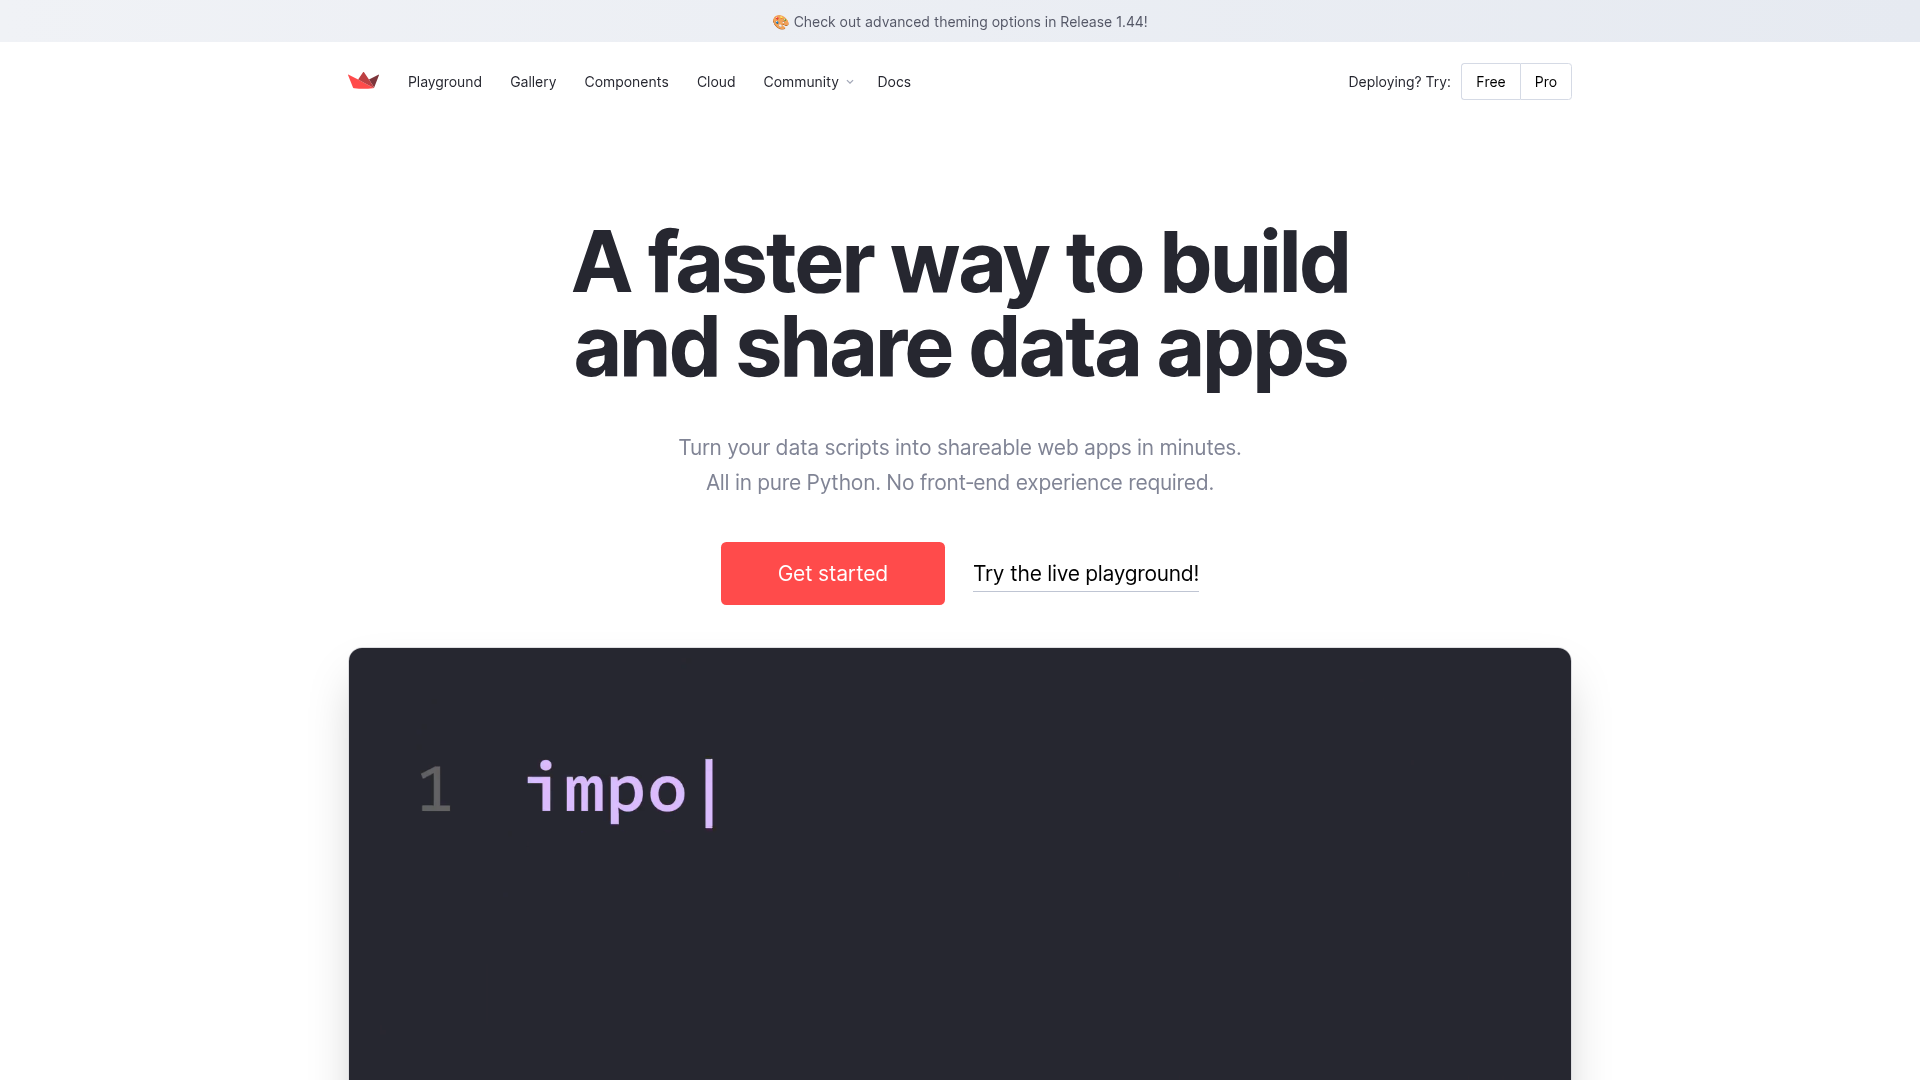 🎨 Check out advanced theming options in Release 1.44!
Playground Gallery Components Cloud Community Docs Deploying? Try: Free Pro
A faster way to build
and share data apps
Turn your data scripts into shareable web apps in minutes.
All in pure Python. No front-end experience required.
Get started Try the live playground!
1 impo|